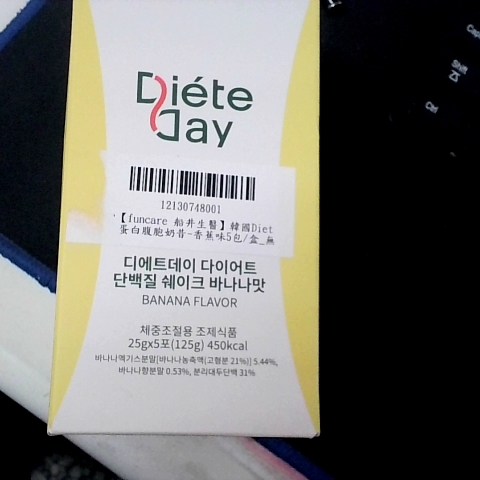 Diéte
Day
12130748001
【funcare 船井生醫】韓國Diet
蛋白腹胞奶昔-香蕉味5包/盒_無
디에트데이 다이어트
단백질 쉐이크 바나나맛
BANANA FLAVOR
체중조절용 조제식품
25gx5포(125g) 450kcal
바나나엑기스분말[바나나농축액(고형분 21%)] 5.44%,
바나나향분말 0.53%, 분리대두단백 31%
Shift